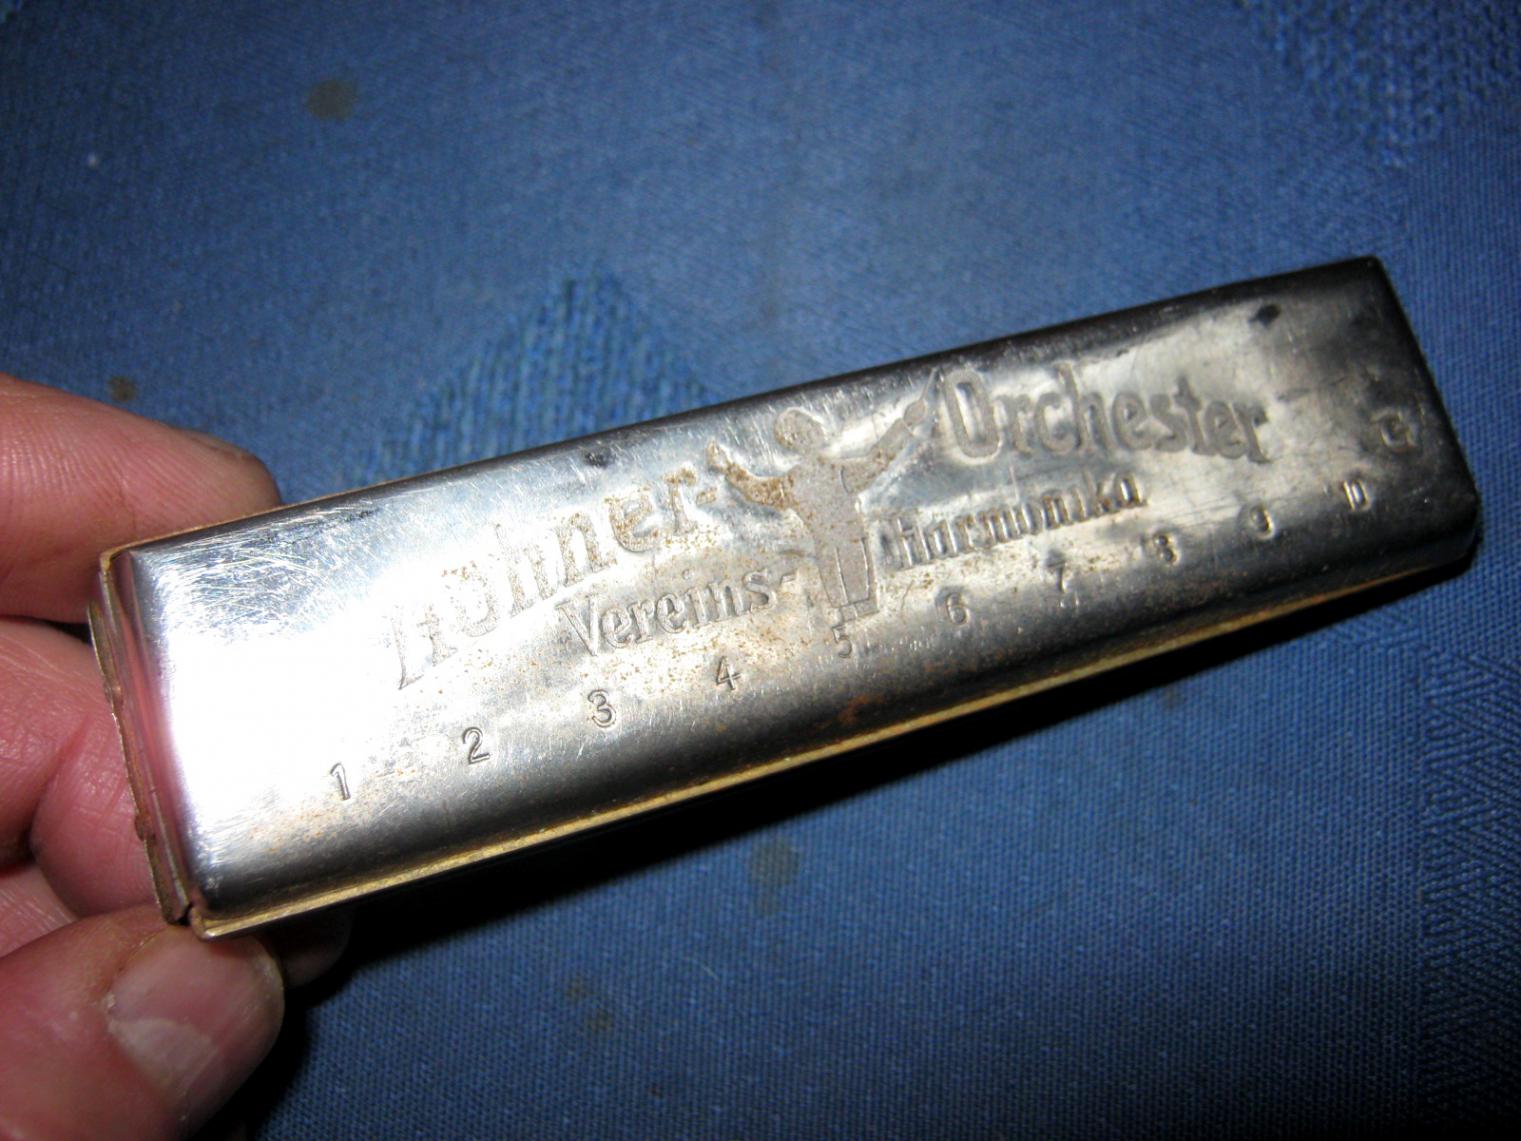 Hohner-Orchester
Vereins-Harmonika
G
1 2 3 4 5 6 7 8 9 10